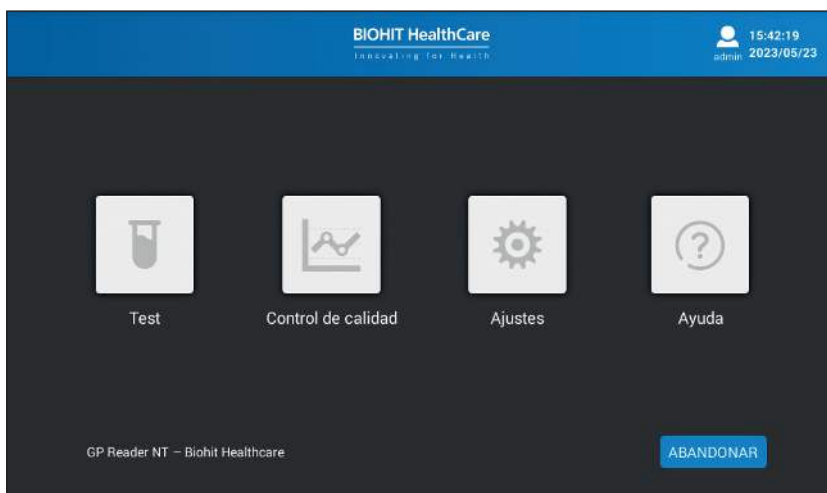 BIOHIT HealthCare
Innovating for Health
admin
15:42:19
2023/05/23
Test
Control de calidad
Ajustes
Ayuda
GP Reader NT – Biohit Healthcare
ABANDONAR